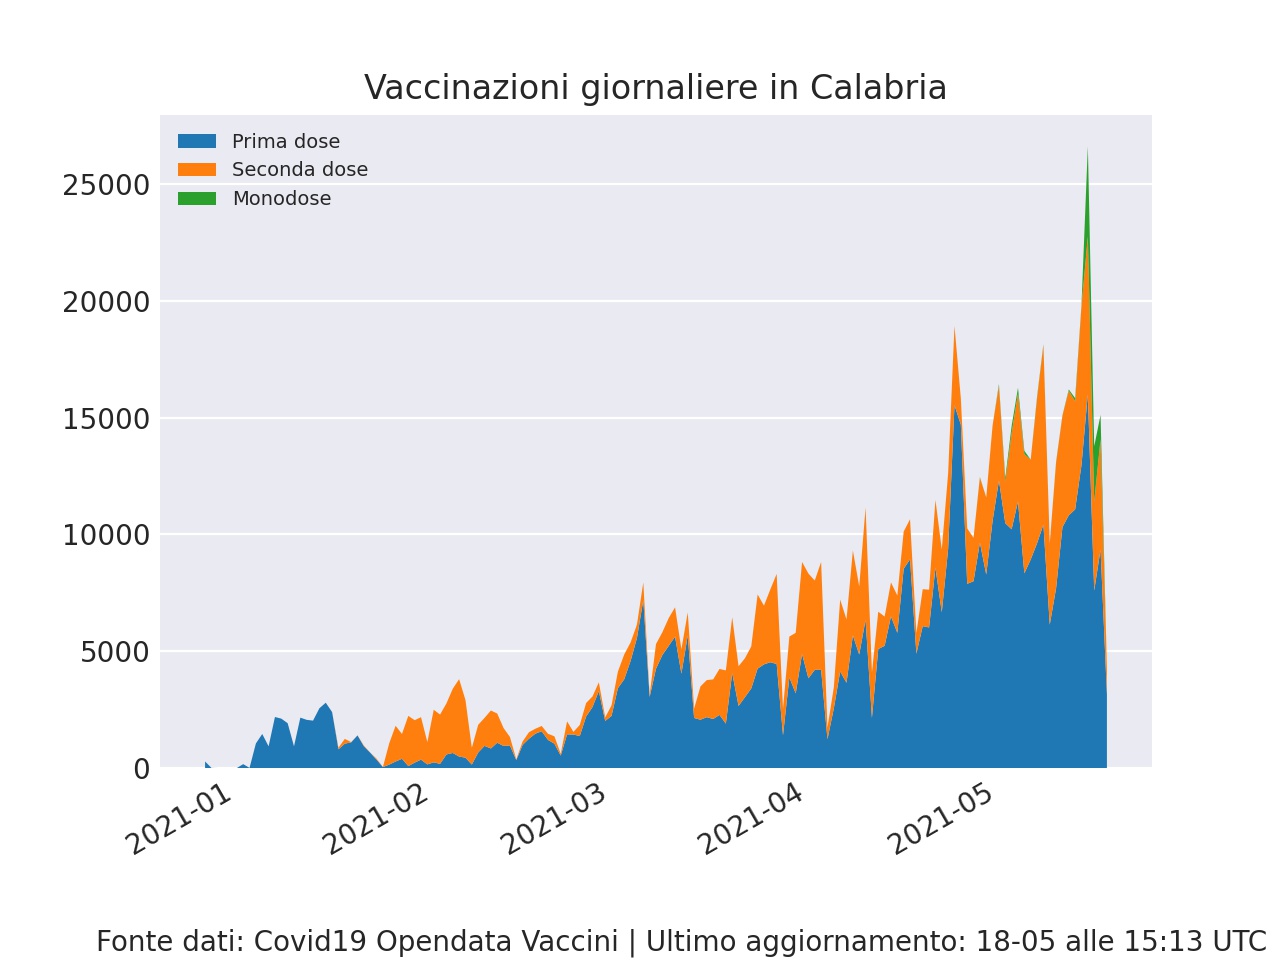 Vaccinazioni giornaliere in Calabria
Prima dose
Seconda dose
Monodose
25000
20000
15000
10000
5000
0
2021-01
2021-02
2021-03
2021-04
2021-05
Fonte dati: Covid19 Opendata Vaccini | Ultimo aggiornamento: 18-05 alle 15:13 UTC